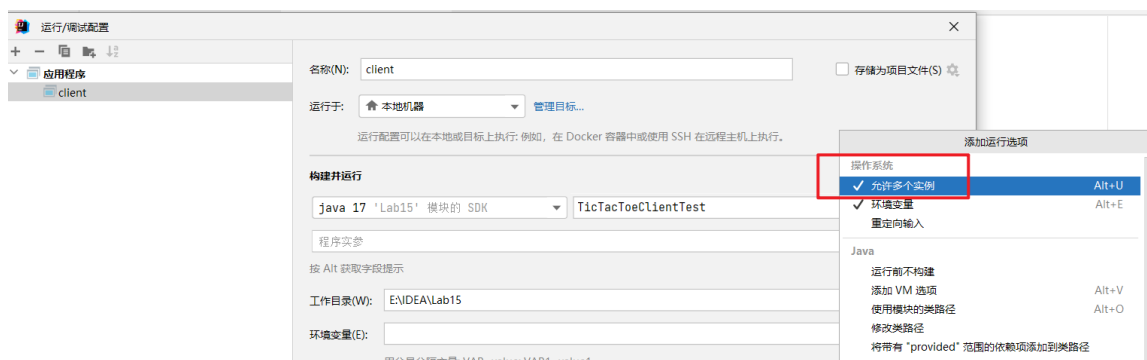 运行/调试配置
应用程序
client
名称(N): client
存储为项目文件(S)
运行于: 本地机器 管理目标...
运行配置可以在本地或目标上执行: 例如，在 Docker 容器中或使用 SSH 在远程主机上执行。
构建并运行
java 17 'Lab15' 模块的 SDK TicTacToeClientTest
程序实参
按 Alt 获取字段提示
工作目录(W): E:\IDEA\Lab15
环境变量(E):
添加运行选项
操作系统
允许多个实例 Alt+U
环境变量 Alt+E
重定向输入
Java
运行前不构建
添加 VM 选项 Alt+V
使用模块的类路径 Alt+O
修改类路径
将带有 "provided" 范围的依赖项添加到类路径